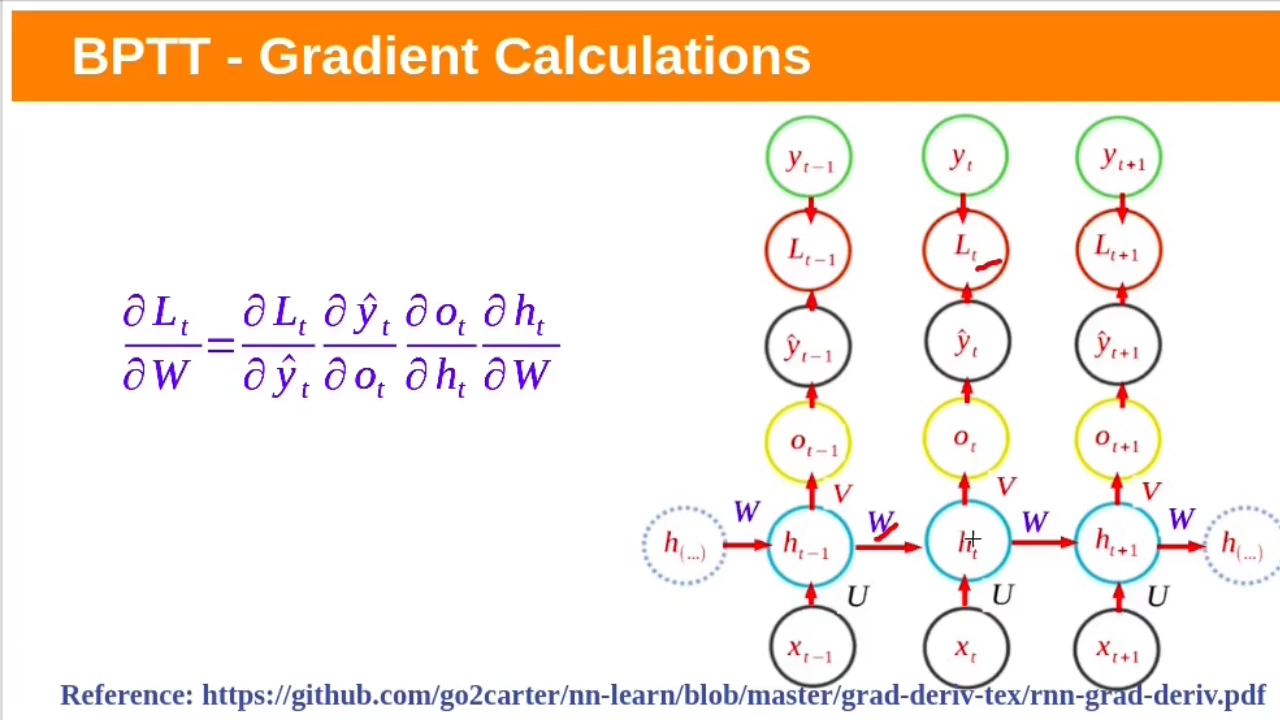 BPTT - Gradient Calculations
∂L_t/∂W = ∂L_t/∂ŷ_t ∂ŷ_t/∂o_t ∂o_t/∂h_t ∂h_t/∂W
y_{t-1} y_t y_{t+1}
L_{t-1} L_t L_{t+1}
ŷ_{t-1} ŷ_t ŷ_{t+1}
o_{t-1} o_t o_{t+1}
V V V
W W W W
h_{(...)} h_{t-1} h_t h_{t+1} h_{(...)}
U U U
x_{t-1} x_t x_{t+1}
Reference: https://github.com/go2carter/nn-learn/blob/master/grad-deriv-tex/rnn-grad-deriv.pdf